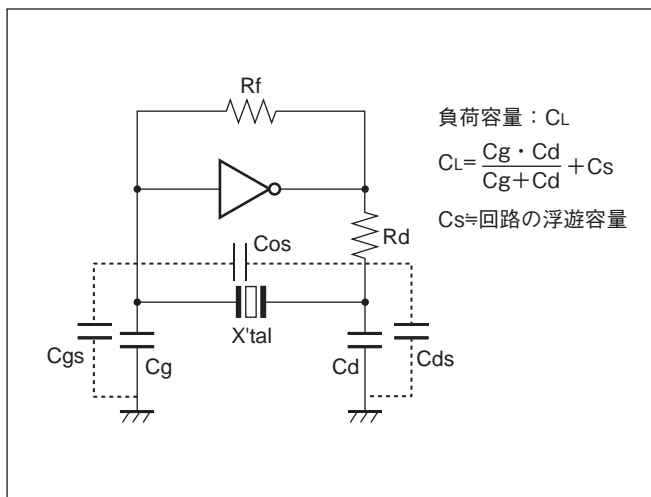 Rf
負荷容量：CL
CL=Cg・Cd/Cg+Cd+Cs
Cs≒回路の浮遊容量
Rd
Cos
X'tal
Cgs
Cg
Cd
Cds